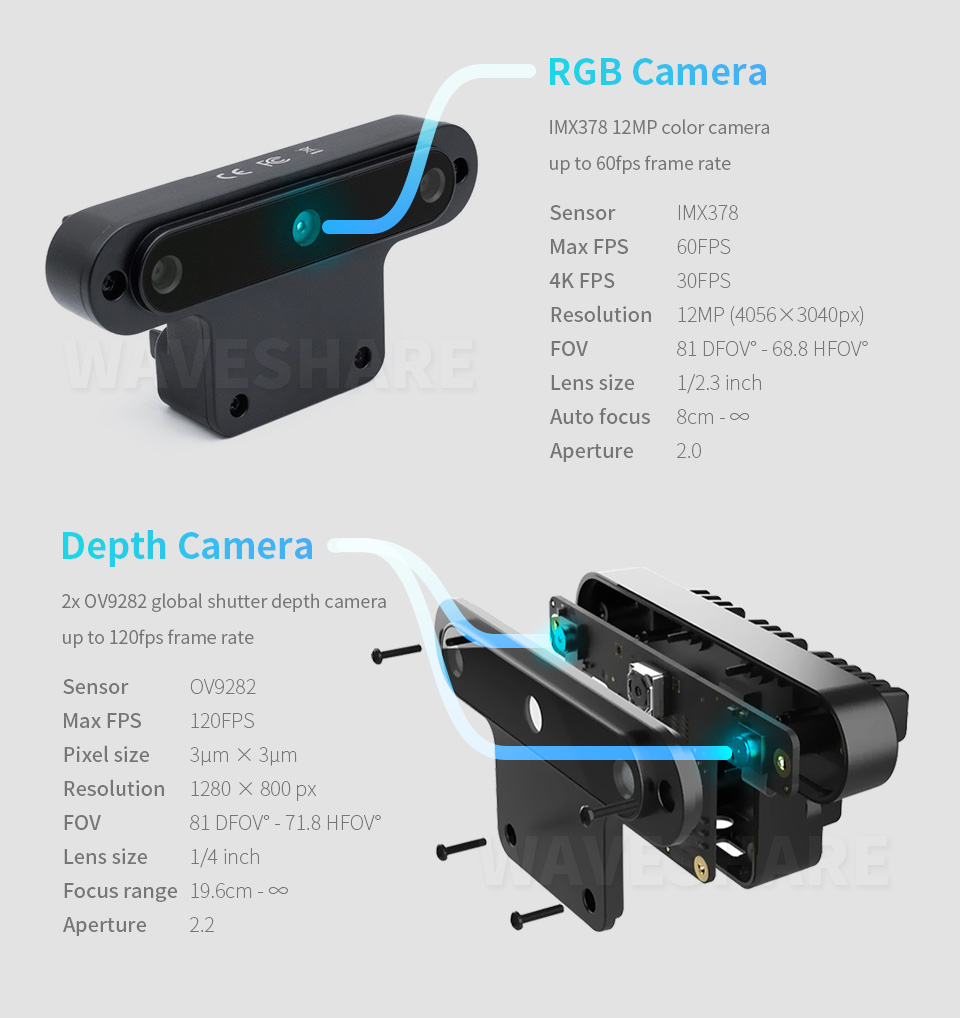 RGB Camera
IMX378 12MP color camera
up to 60fps frame rate
Sensor IMX378
Max FPS 60FPS
4K FPS 30FPS
Resolution 12MP (4056×3040px)
FOV 81 DFOV° - 68.8 HFOV°
Lens size 1/2.3 inch
Auto focus 8cm - ∞
Aperture 2.0
CE FC
WAVESHARE
Depth Camera
2x OV9282 global shutter depth camera
up to 120fps frame rate
Sensor OV9282
Max FPS 120FPS
Pixel size 3μm × 3μm
Resolution 1280 × 800 px
FOV 81 DFOV° - 71.8 HFOV°
Lens size 1/4 inch
Focus range 19.6cm - ∞
Aperture 2.2
WAVESHARE